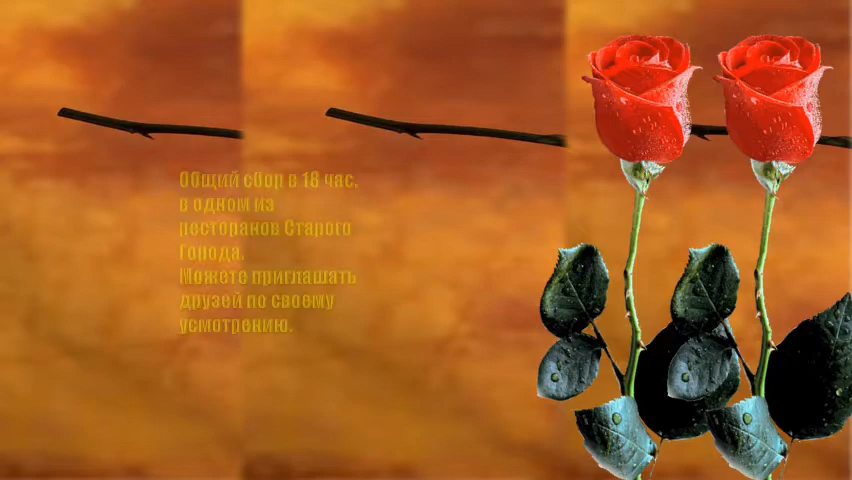 Общий сбор в 18 час.
в одном из
ресторанов Старого
Города.
Можете приглашать
друзей по своему
усмотрению.